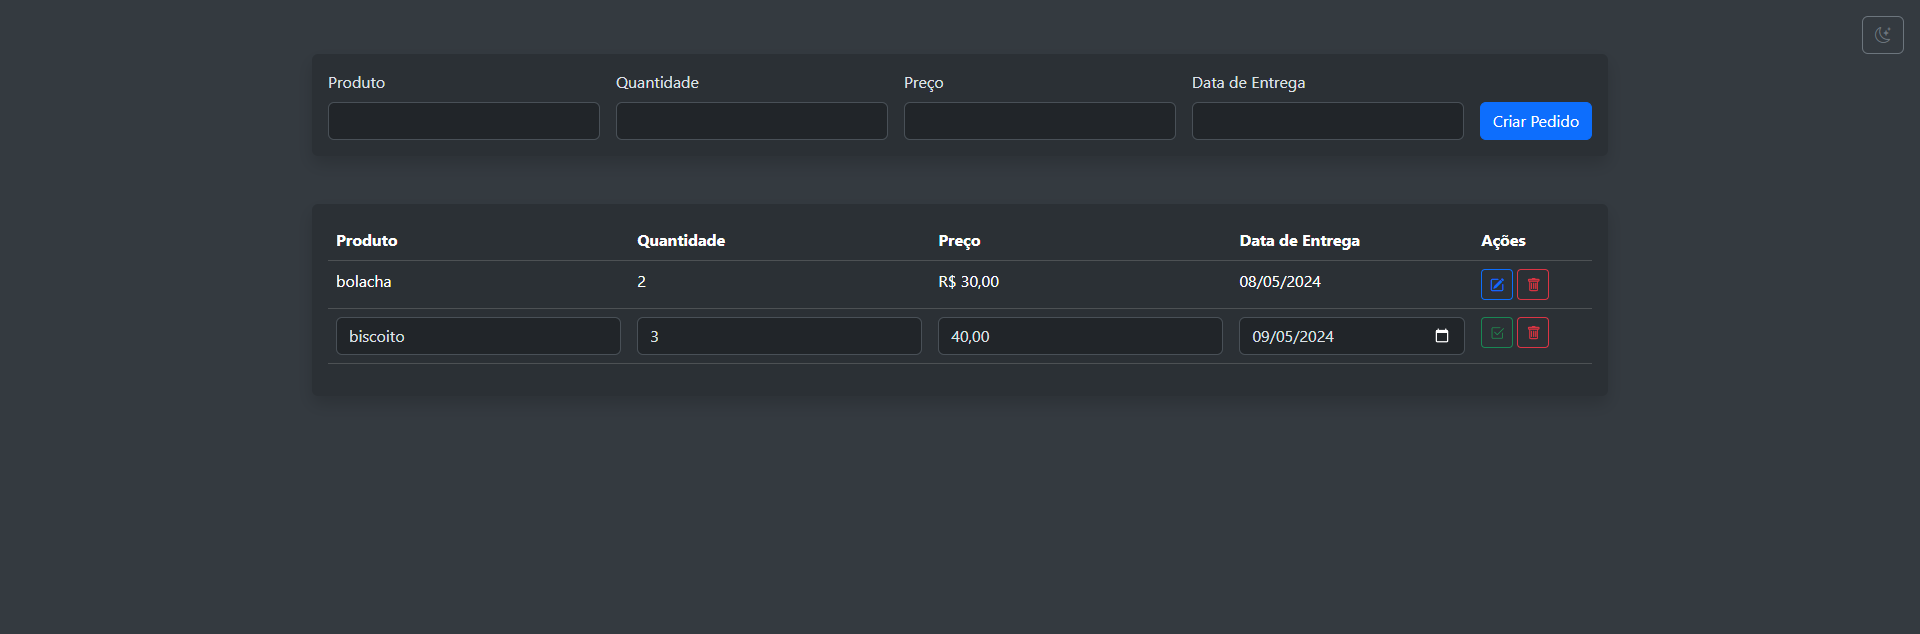 Produto Quantidade Preço Data de Entrega
Criar Pedido
Produto Quantidade Preço Data de Entrega Ações
bolacha 2 R$ 30,00 08/05/2024
biscoito 3 40,00 09/05/2024